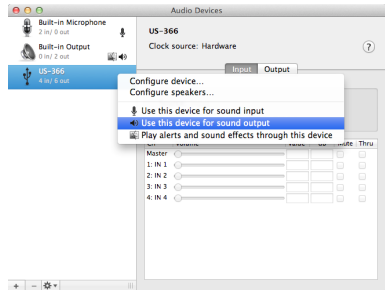 Audio Devices
Built-in Microphone
2 in/ 0 out
Built-in Output
0 in/ 2 out
US-366
4 in/ 6 out
US-366
Clock source: Hardware
?
Input Output
Configure device...
Configure speakers...
Use this device for sound input
Use this device for sound output
Play alerts and sound effects through this device
Ch Volume Value Mute Thru
Master
1: IN 1
2: IN 2
3: IN 3
4: IN 4